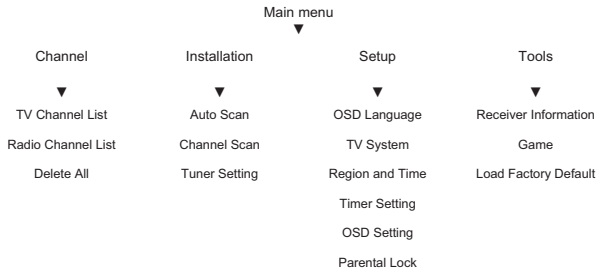 Main menu
▼
Channel Installation Setup Tools
▼ ▼ ▼ ▼
TV Channel List Auto Scan OSD Language Receiver Information
Radio Channel List Channel Scan TV System Game
Delete All Tuner Setting Region and Time Load Factory Default
Timer Setting
OSD Setting
Parental Lock